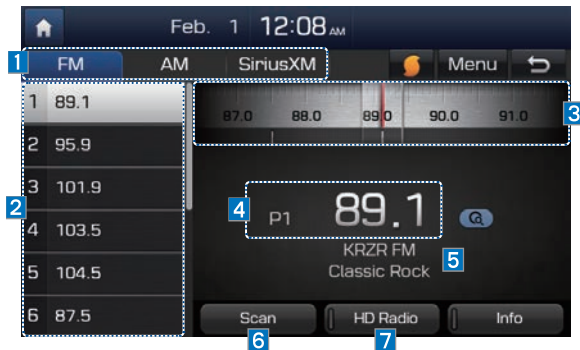 Feb. 1 12:08 AM
1 FM AM SiriusXM Menu
87.0 88.0 89.0 90.0 91.0 3
2
1 89.1
2 95.9
3 101.9
4 103.5
5 104.5
6 87.5
4 P1 89.1
KRZR FM
Classic Rock 5
Scan HD Radio Info
6 7